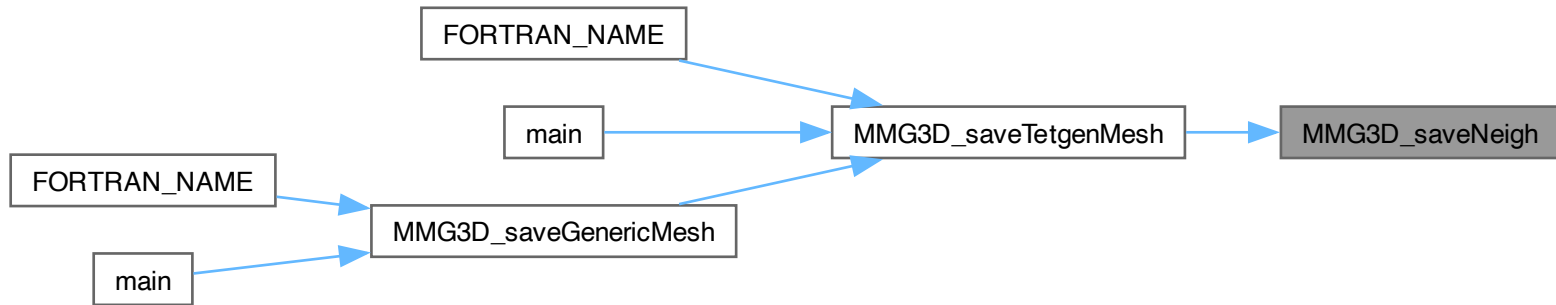 FORTRAN_NAME
main
MMG3D_saveTetgenMesh
MMG3D_saveNeigh
FORTRAN_NAME
MMG3D_saveGenericMesh
main